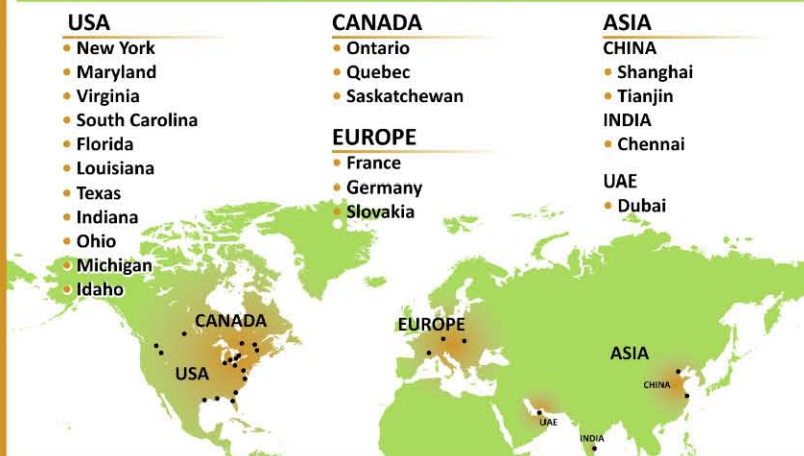 USA
New York
Maryland
Virginia
South Carolina
Florida
Louisiana
Texas
Indiana
Ohio
Michigan
Idaho
CANADA
Ontario
Quebec
Saskatchewan
EUROPE
France
Germany
Slovakia
ASIA
CHINA
Shanghai
Tianjin
INDIA
Chennai
UAE
Dubai
CANADA
USA
EUROPE
ASIA
CHINA
UAE
INDIA